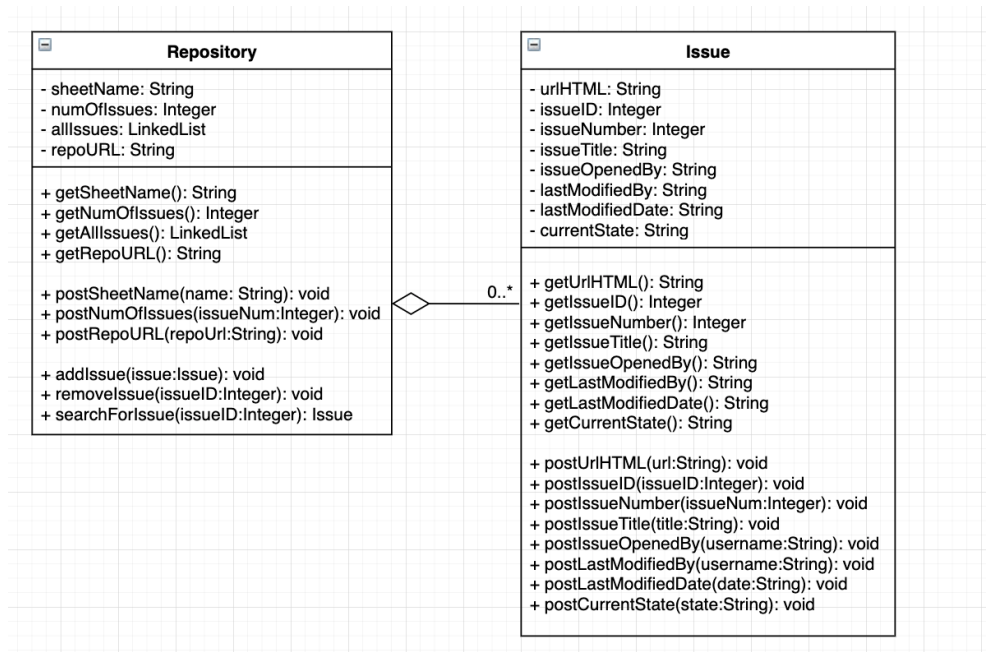 Repository
- sheetName: String
- numOfIssues: Integer
- allIssues: LinkedList
- repoURL: String
+ getSheetName(): String
+ getNumOfIssues(): Integer
+ getAllIssues(): LinkedList
+ getRepoURL(): String
+ postSheetName(name: String): void
+ postNumOfIssues(issueNum:Integer): void
+ postRepoURL(repoUrl:String): void
+ addIssue(issue:Issue): void
+ removeIssue(issueID:Integer): void
+ searchForIssue(issueID:Integer): Issue
0..*
Issue
- urlHTML: String
- issueID: Integer
- issueNumber: Integer
- issueTitle: String
- issueOpenedBy: String
- lastModifiedBy: String
- lastModifiedDate: String
- currentState: String
+ getUrlHTML(): String
+ getIssueID(): Integer
+ getIssueNumber(): Integer
+ getIssueTitle(): String
+ getIssueOpenedBy(): String
+ getLastModifiedBy(): String
+ getLastModifiedDate(): String
+ getCurrentState(): String
+ postUrlHTML(url:String): void
+ postIssueID(issueID:Integer): void
+ postIssueNumber(issueNum:Integer): void
+ postIssueTitle(title:String): void
+ postIssueOpenedBy(username:String): void
+ postLastModifiedBy(username:String): void
+ postLastModifiedDate(date:String): void
+ postCurrentState(state:String): void